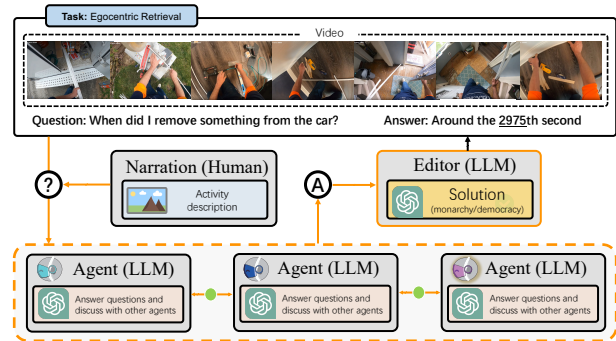 Task: Egocentric Retrieval
Video
Question: When did I remove something from the car?
Answer: Around the 2975th second
Narration (Human)
Activity
description
?
A
Editor (LLM)
Solution
(monarchy/democracy)
Agent (LLM)
Answer questions and
discuss with other agents
Agent (LLM)
Answer questions and
discuss with other agents
Agent (LLM)
Answer questions and
discuss with other agents